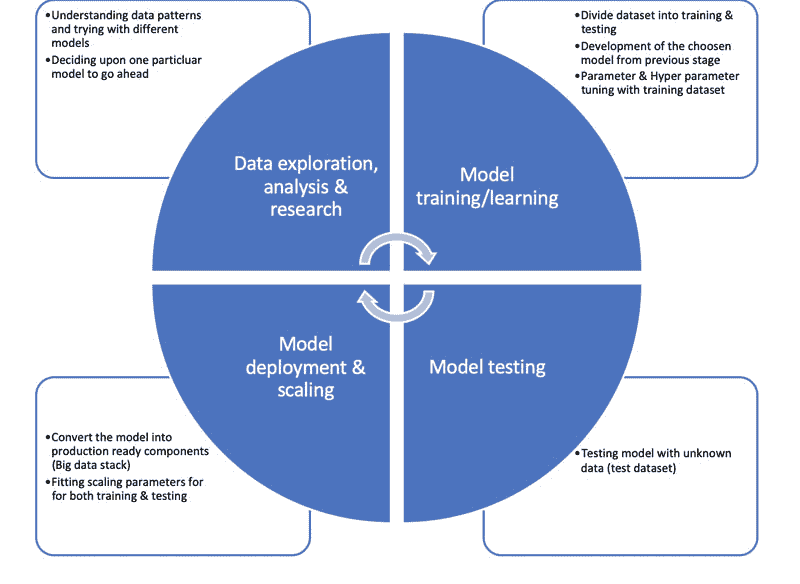 •Understanding data patterns
and trying with different
models
•Deciding upon one particluar
model to go ahead
•Divide dataset into training &
testing
•Development of the choosen
model from previous stage
•Parameter & Hyper parameter
tuning with training dataset
Data exploration,
analysis &
research
Model
training/learning
Model
deployment &
scaling
Model testing
•Convert the model into
production ready components
(Big data stack)
•Fitting scaling parameters for
for both training & testing
•Testing model with unknown
data (test dataset)